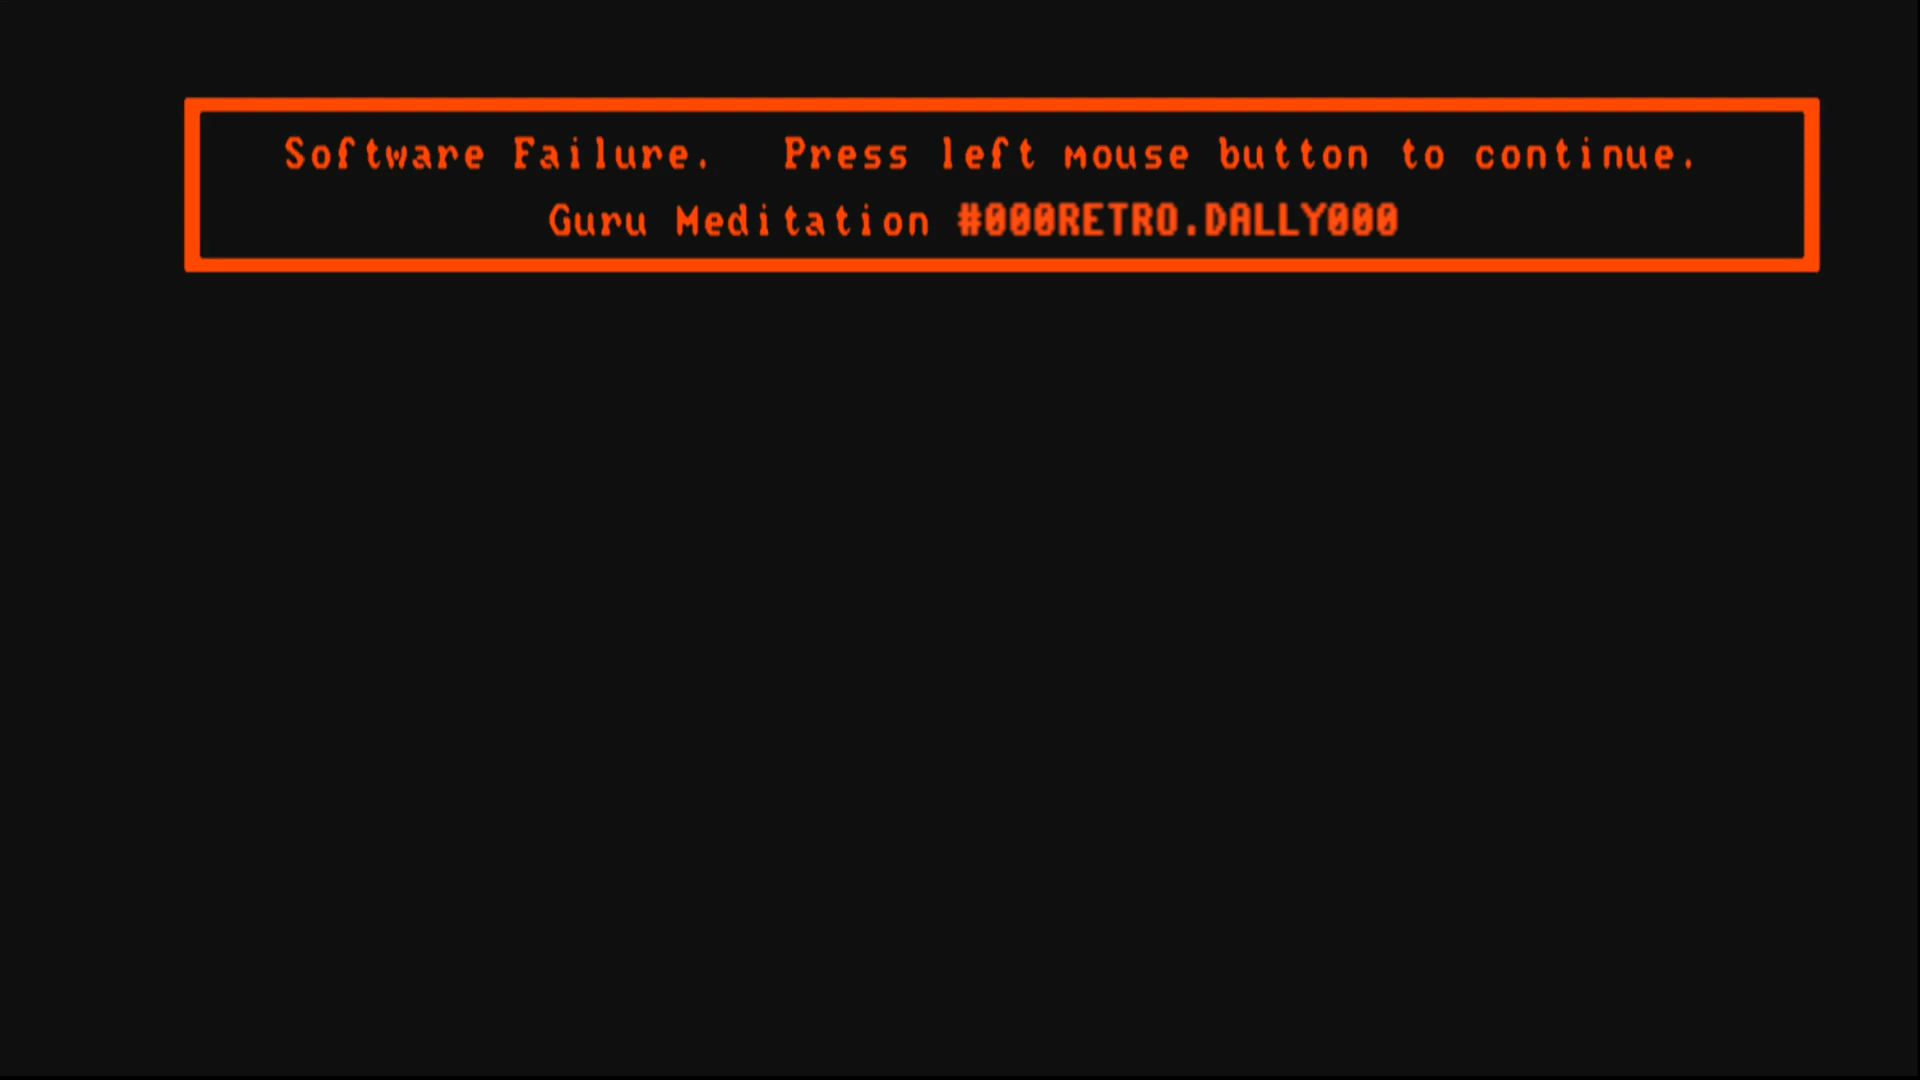 Software Failure.   Press left mouse button to continue.
Guru Meditation #000RETRO.DALLY000